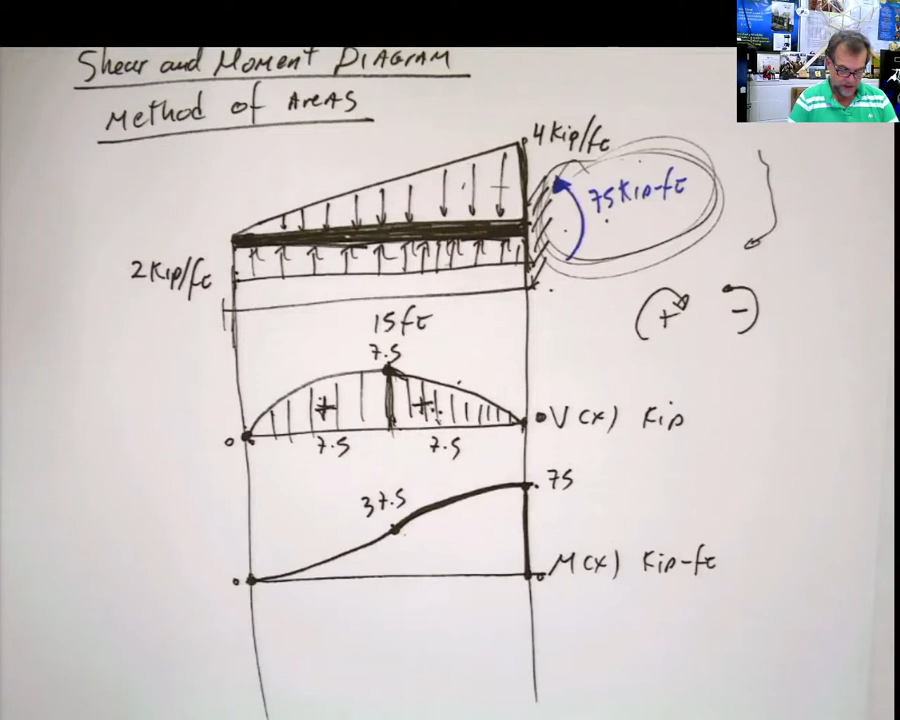 Shear and Moment DIAGRAM
Method of AreAS
4 Kip/ft
75 Kip-ft
2 Kip/ft
15 ft
+
-
7.5
+
+
0
7.5
7.5
0 V(x) Kip
37.5
75
0
0 M(x) Kip-ft